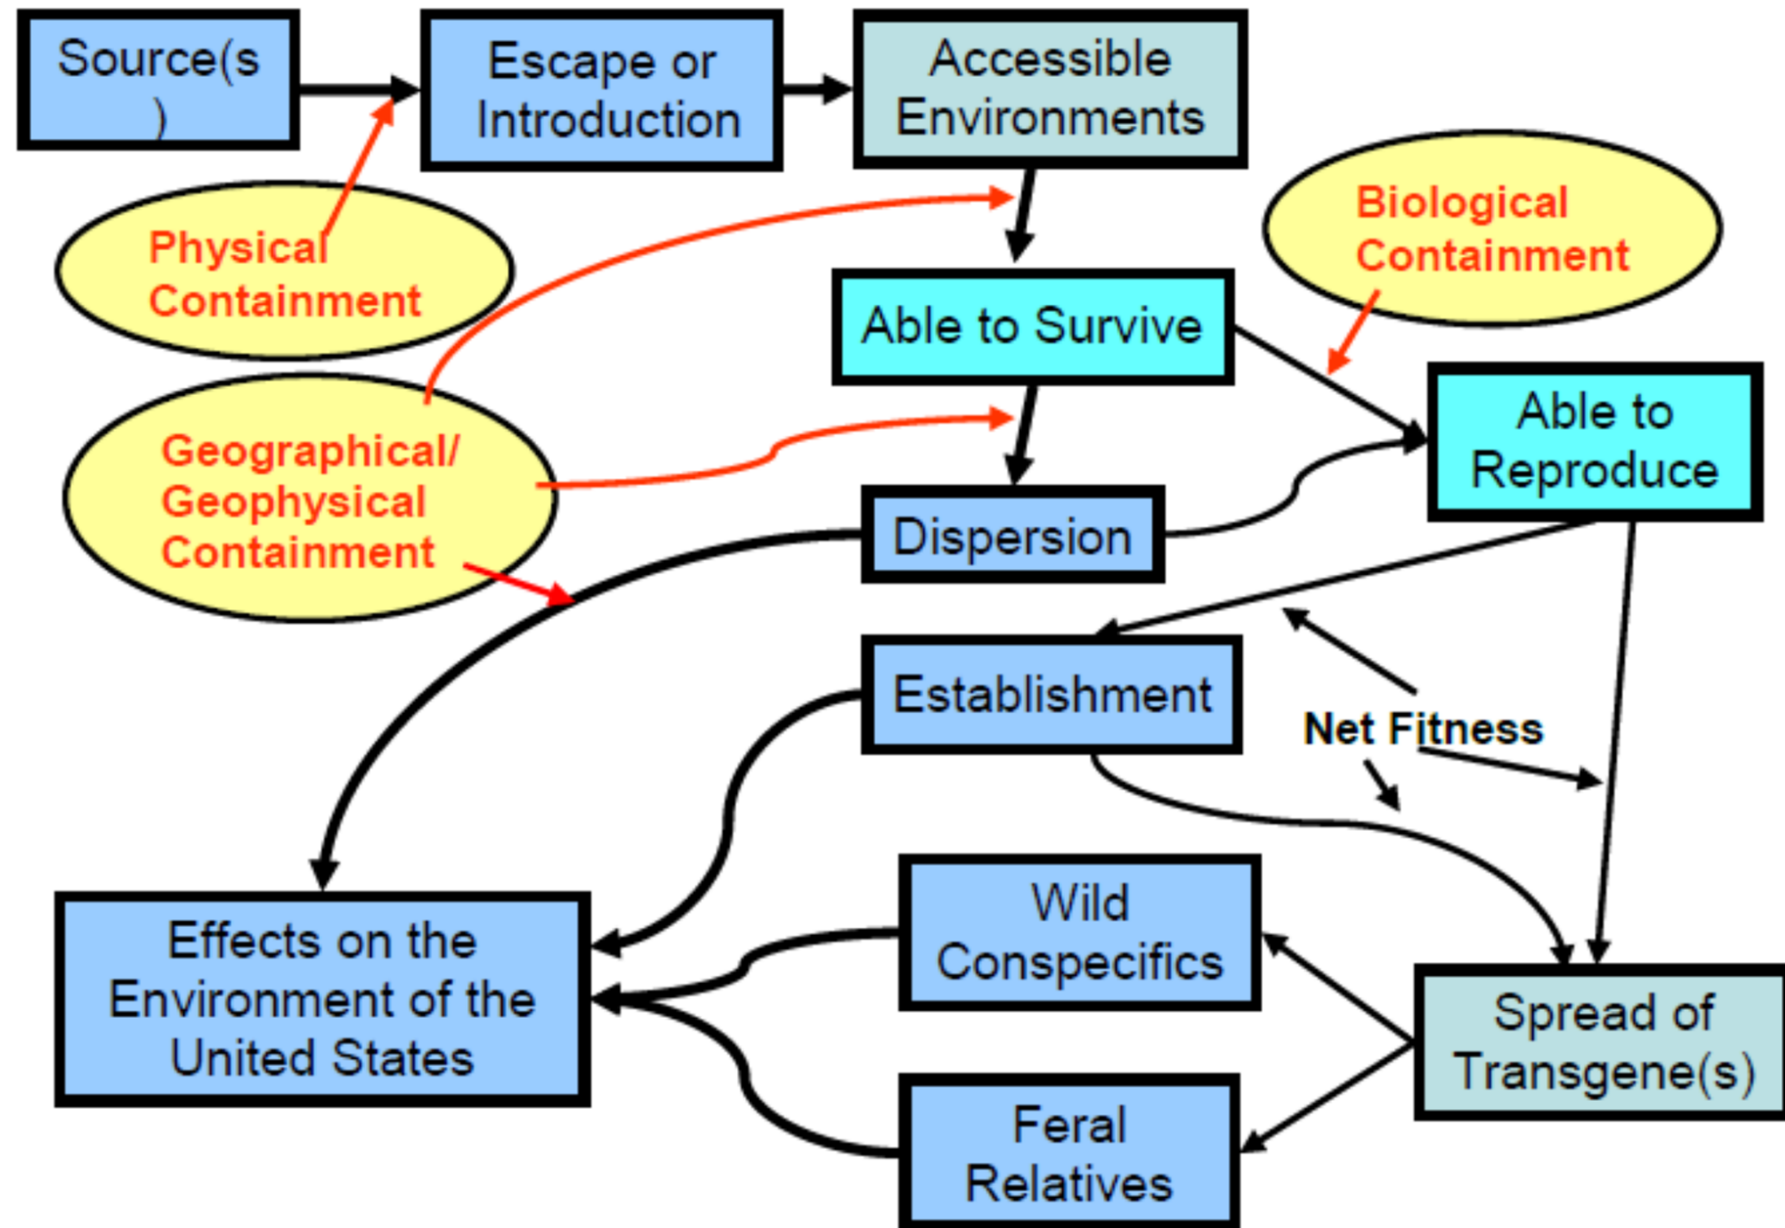 Source(s
)
Escape or
Introduction
Accessible
Environments
Physical
Containment
Biological
Containment
Able to Survive
Able to
Reproduce
Geographical/
Geophysical
Containment
Dispersion
Establishment
Net Fitness
Wild
Conspecifics
Effects on the
Environment of the
United States
Spread of
Transgene(s)
Feral
Relatives